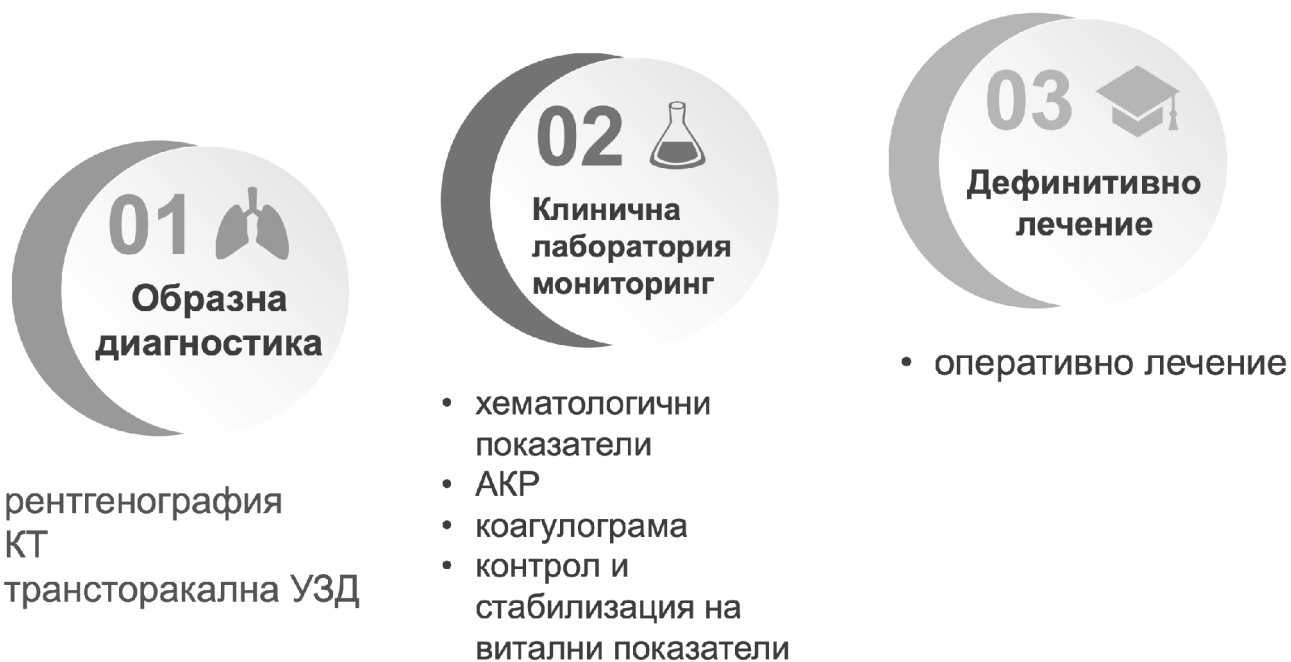 01
Образна
диагностика
рентгенография
КТ
трансторакална УЗД
02
Клинична
лаборатория
мониторинг
• хематологични
показатели
• АКР
• коагулограма
• контрол и
стабилизация на
витални показатели
03
Дефинитивно
лечение
• оперативно лечение